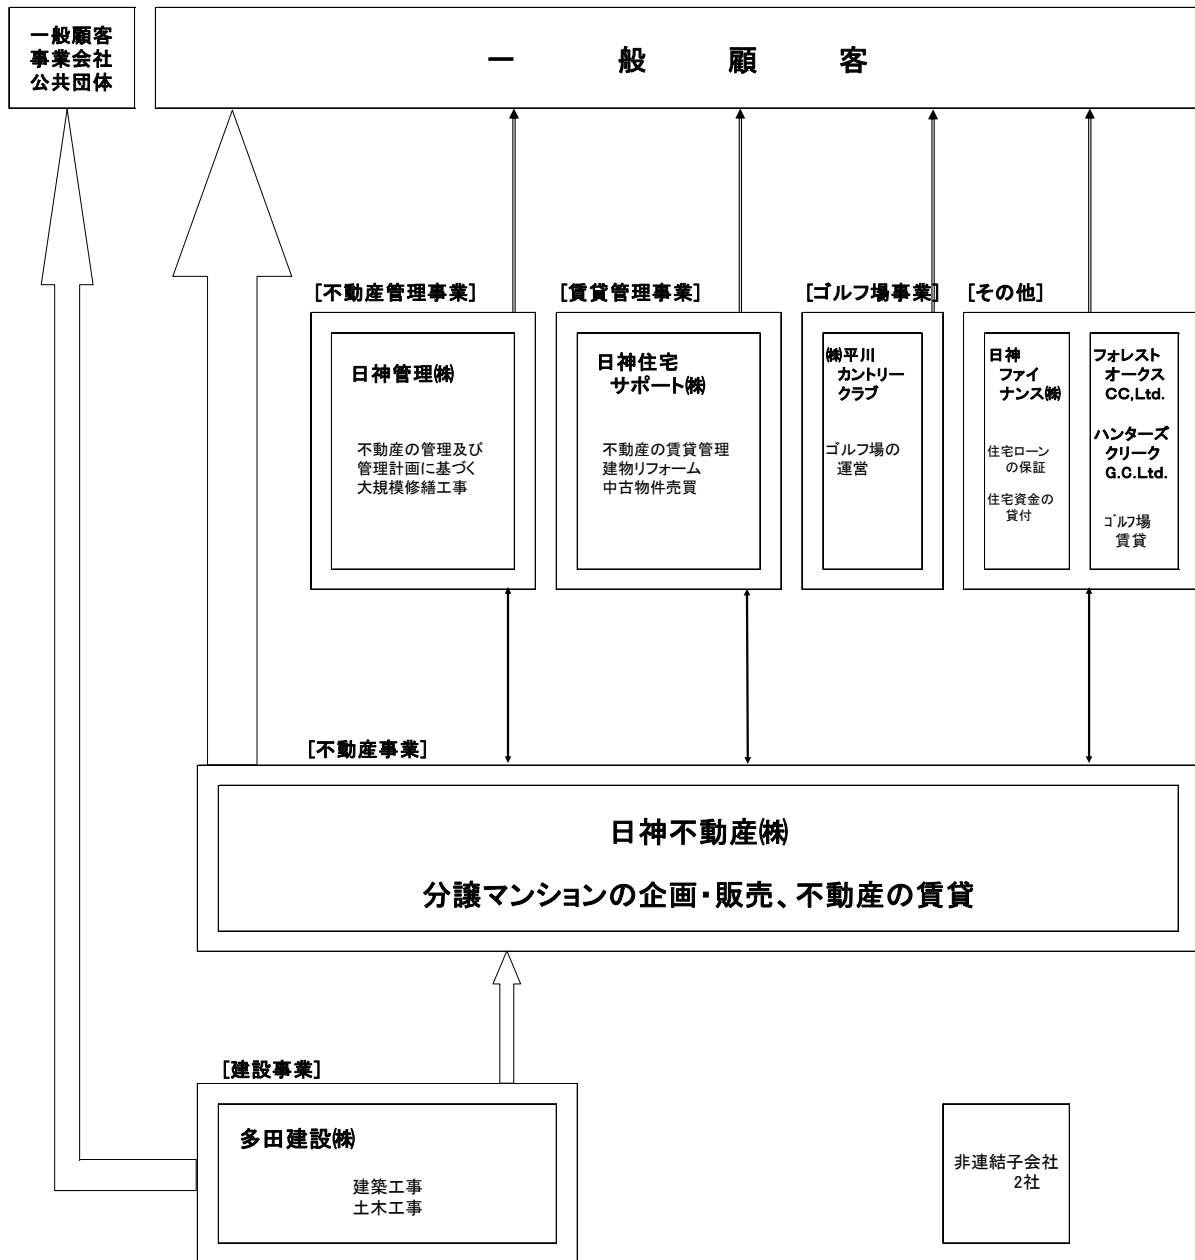 一般顧客
事業会社
公共団体
一般顧客
[不動産管理事業]
日神管理㈱
不動産の管理及び
管理計画に基づく
大規模修繕工事
[賃貸管理事業]
日神住宅
サポート㈱
不動産の賃貸管理
建物リフォーム
中古物件売買
[ゴルフ場事業]
㈱平川
カントリー
クラブ
ゴルフ場の
運営
[その他]
日神
ファイ
ナンス㈱
住宅ローン
の保証
住宅資金の
貸付
フォレスト
オークス
CC,Ltd.
ハンターズ
クリーク
G.C.Ltd.
ゴルフ場
賃貸
[不動産事業]
日神不動産㈱
分譲マンションの企画・販売、不動産の賃貸
[建設事業]
多田建設㈱
建築工事
土木工事
非連結子会社
2社